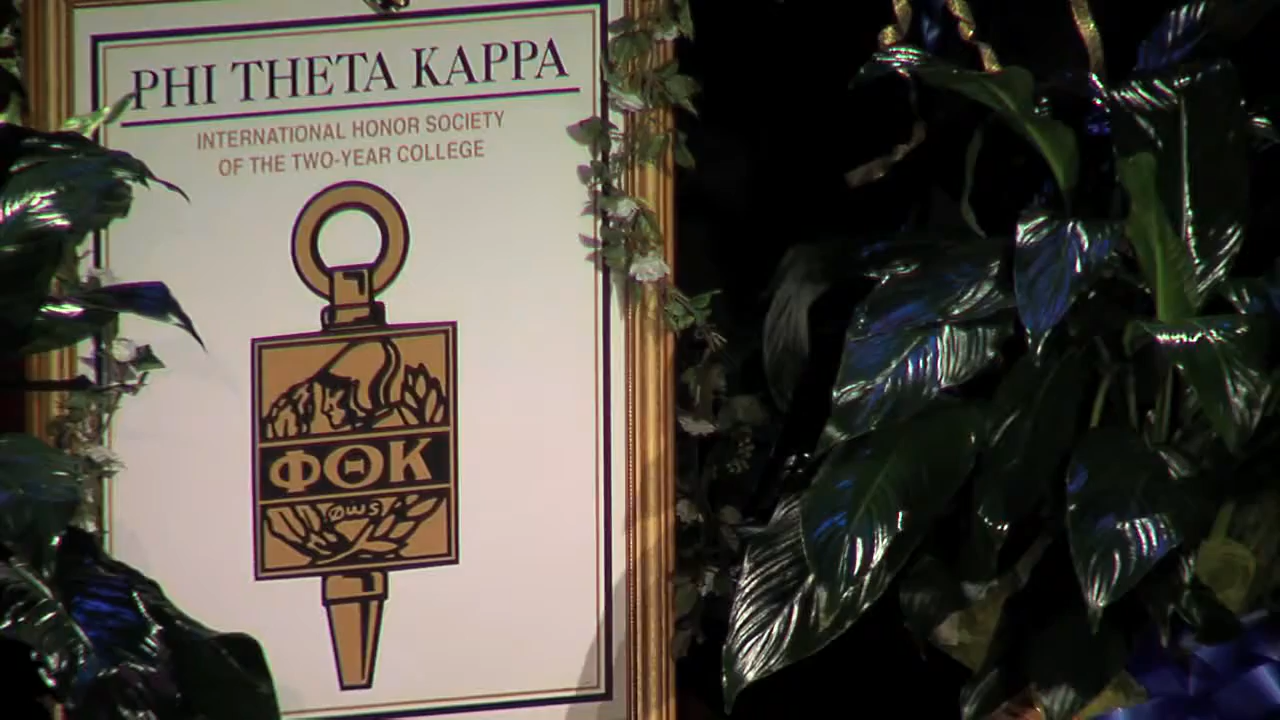 PHI THETA KAPPA
INTERNATIONAL HONOR SOCIETY
OF THE TWO-YEAR COLLEGE
ΦΘΚ